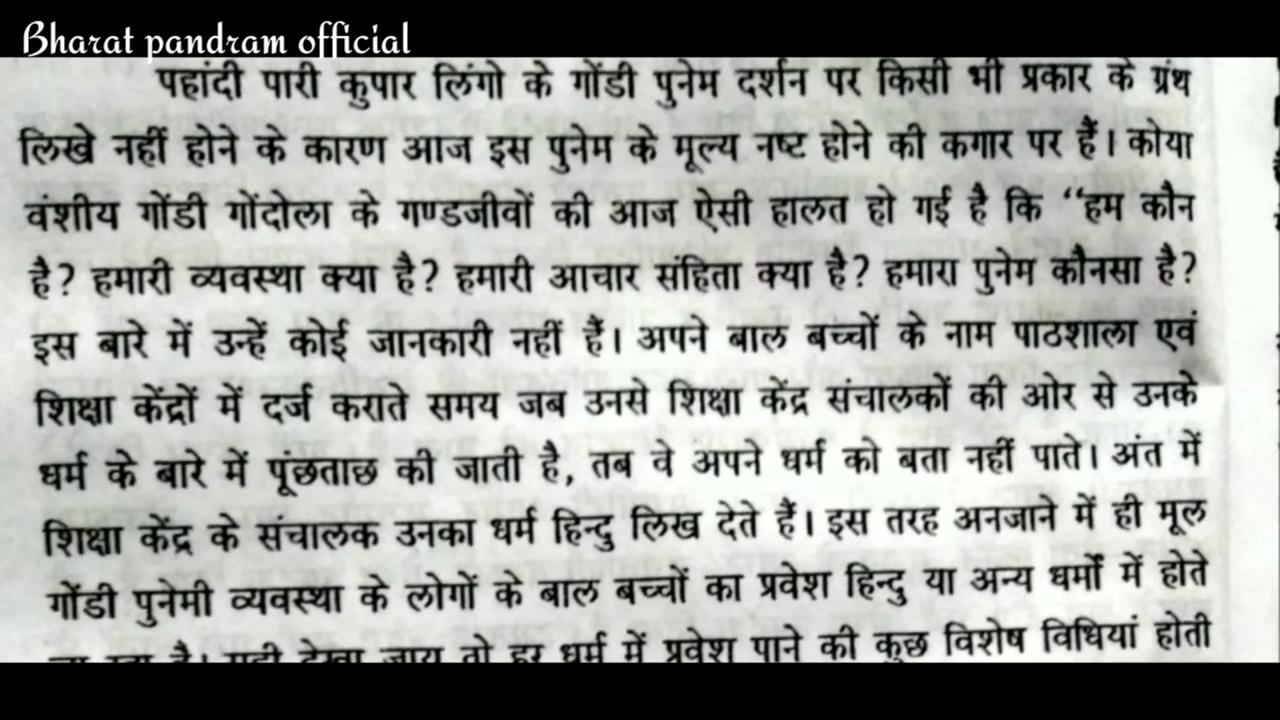 Bharat pandram official
पहांदी पारी कुपार लिंगो के गोंडी पुनेम दर्शन पर किसी भी प्रकार के ग्रंथ
लिखे नहीं होने के कारण आज इस पुनेम के मूल्य नष्ट होने की कगार पर हैं। कोया
वंशीय गोंडी गोंदोला के गण्डजीवों की आज ऐसी हालत हो गई है कि “हम कौन
है? हमारी व्यवस्था क्या है? हमारी आचार संहिता क्या है? हमारा पुनेम कौनसा है?
इस बारे में उन्हें कोई जानकारी नहीं हैं। अपने बाल बच्चों के नाम पाठशाला एवं
शिक्षा केंद्रों में दर्ज कराते समय जब उनसे शिक्षा केंद्र संचालकों की ओर से उनके
धर्म के बारे में पूंछताछ की जाती है, तब वे अपने धर्म को बता नहीं पाते। अंत में
शिक्षा केंद्र के संचालक उनका धर्म हिन्दु लिख देते हैं। इस तरह अनजाने में ही मूल
गोंडी पुनेमी व्यवस्था के लोगों के बाल बच्चों का प्रवेश हिन्दु या अन्य धर्मों में होते
है। देखा जाय तो हर धर्म में प्रवेश पाने की कुछ विशेष विधियां होती